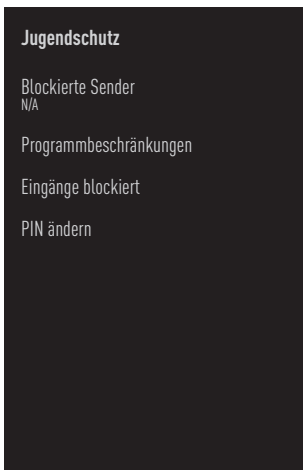 Jugendschutz
Blockierte Sender
N/A
Programmbeschränkungen
Eingänge blockiert
PIN ändern